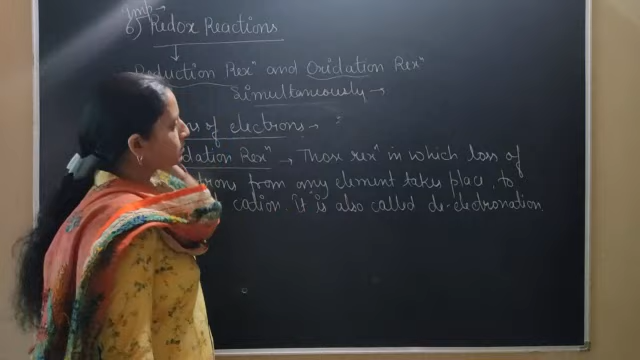 Imp →
6) Redox Reactions
Reduction Rexⁿ and Oxidation Rexⁿ
Simultaneously →
of electrons →
dation Rexⁿ → Those rexⁿ in which loss of
trons from any element takes place, to
cation. It is also called de-electronation.